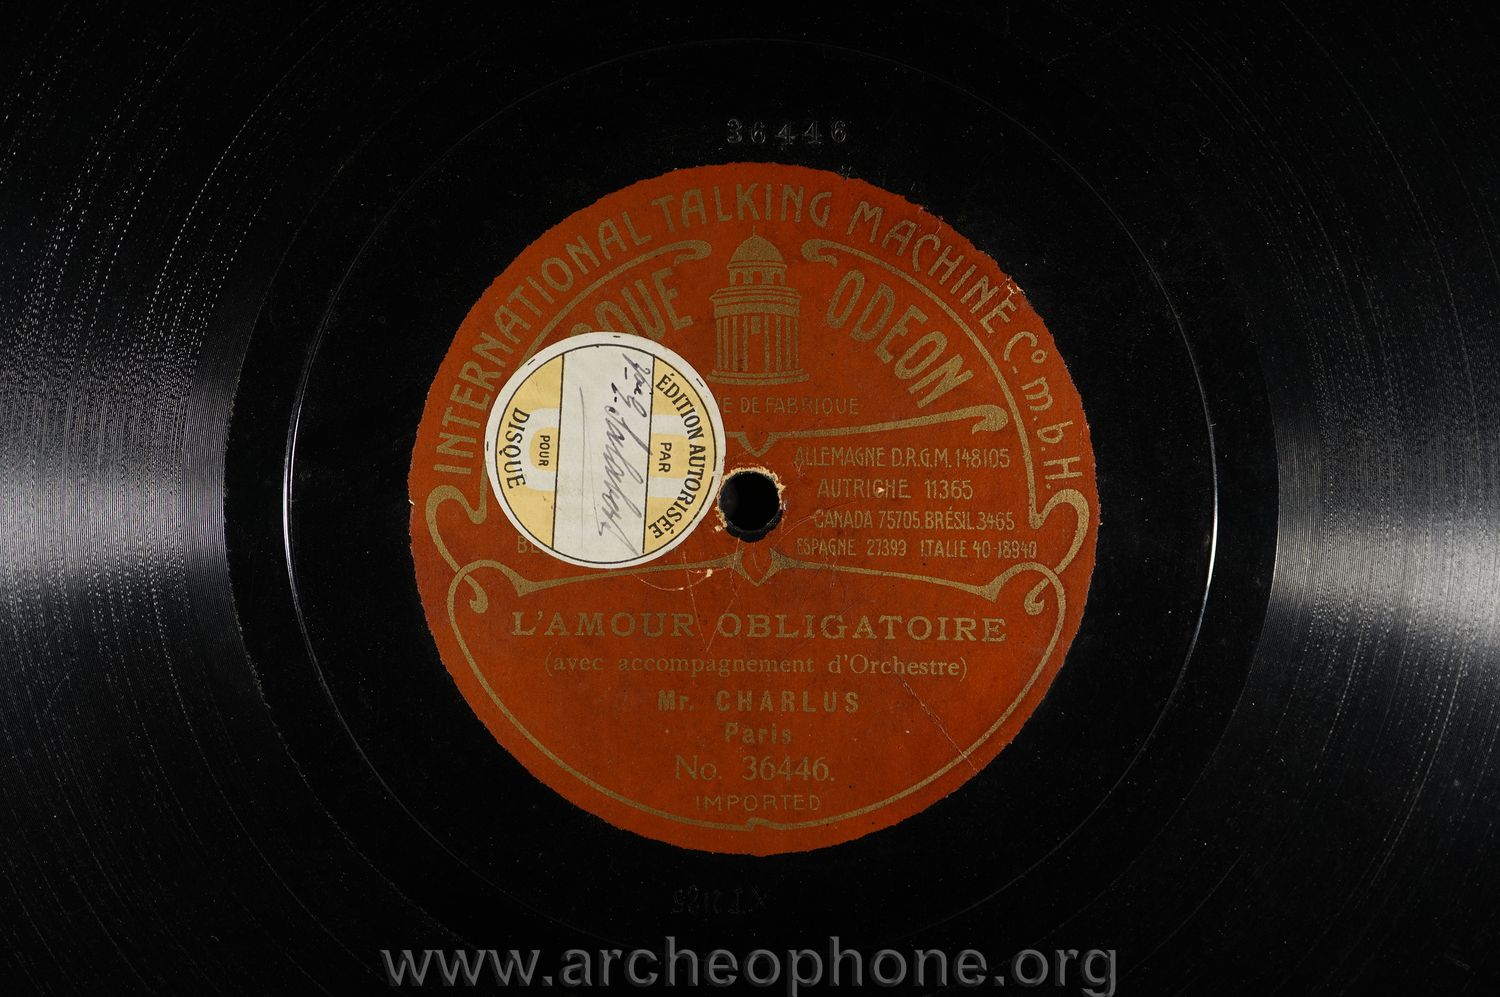 36446
INTERNATIONAL TALKING MACHINE Cº. m. b. H.
ODEON
DE FABRIQUE
ALLEMAGNE D.R.G.M. 148105
AUTRICHE 11365
CANADA 75705. BRÉSIL 3465
ESPAGNE 27399 ITALIE 40-18940
ÉDITION AUTORISÉE
PAR
POUR
DISQUE
L'AMOUR OBLIGATOIRE
(avec accompagnement d'Orchestre)
Mr. CHARLUS
Paris
No. 36446.
IMPORTED
www.archeophone.org